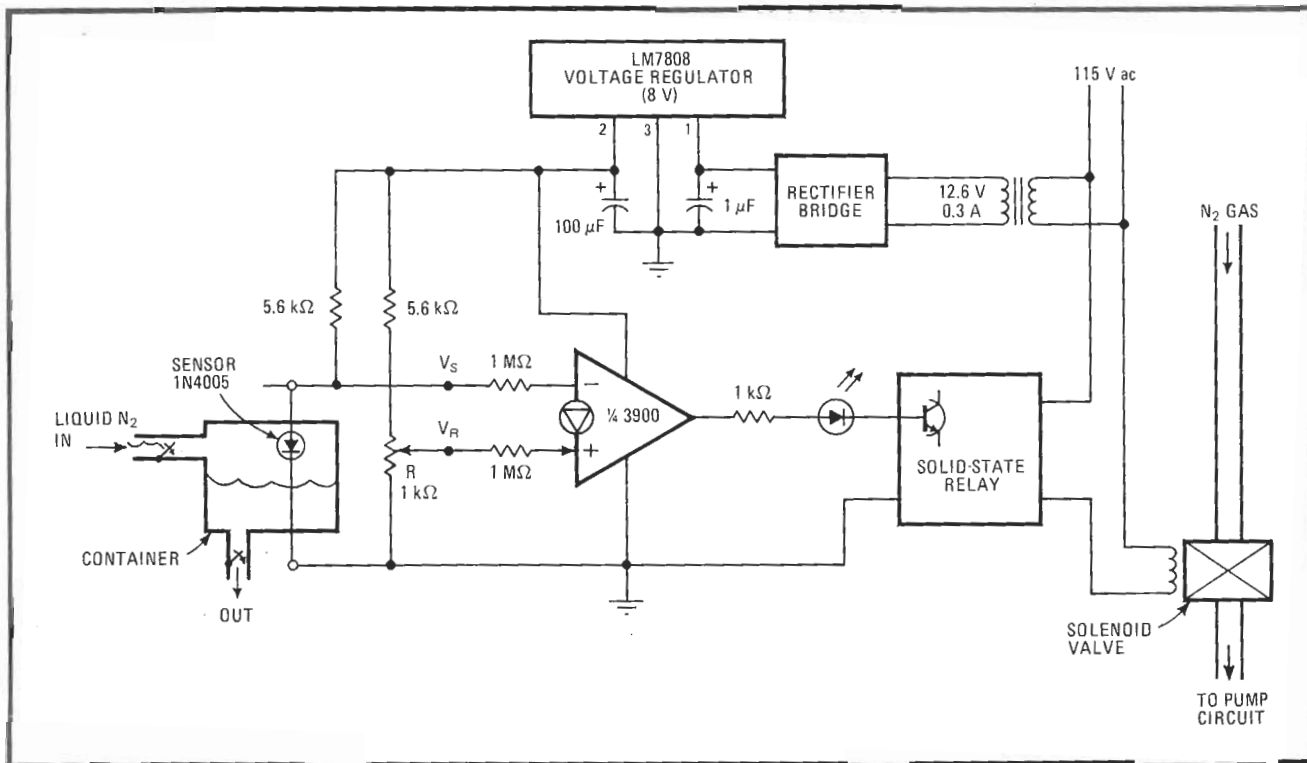 LM7808
VOLTAGE REGULATOR
(8 V)
2
3
1
115 V ac
+
100 µF
+
1 µF
RECTIFIER
BRIDGE
12.6 V
0.3 A
N₂ GAS
5.6 kΩ
5.6 kΩ
SENSOR
1N4005
V_S
1 MΩ
−
¼ 3900
1 kΩ
LIQUID N₂
IN
V_R
1 MΩ
+
R
1 kΩ
SOLID-STATE
RELAY
CONTAINER
OUT
SOLENOID
VALVE
TO PUMP
CIRCUIT